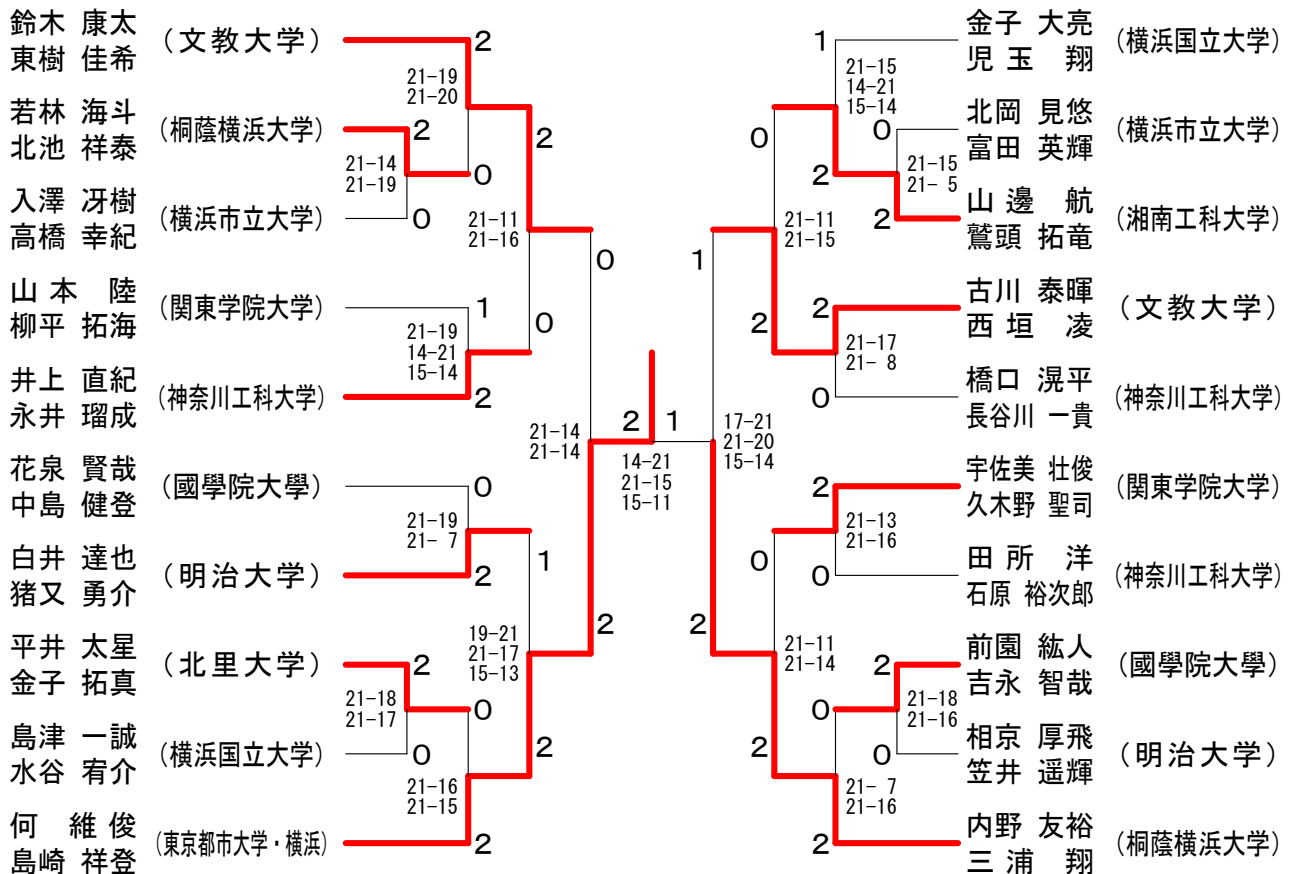 鈴木 康太
東樹 佳希
(文教大学)
2
21-19
21-20
若林 海斗
北池 祥泰
(桐蔭横浜大学)
2
0
21-14
21-19
入澤 冴樹
高橋 幸紀
(横浜市立大学)
0
2
21-11
21-16
0
山本 陸
柳平 拓海
(関東学院大学)
1
0
21-19
14-21
15-14
井上 直紀
永井 瑠成
(神奈川工科大学)
2
21-14
21-14
花泉 賢哉
中島 健登
(國學院大學)
0
21-19
21- 7
1
白井 達也
猪又 勇介
(明治大学)
2
19-21
21-17
15-13
2
平井 太星
金子 拓真
(北里大学)
2
0
21-18
21-17
島津 一誠
水谷 宥介
(横浜国立大学)
0
2
21-16
21-15
何 維俊
島崎 祥登
(東京都市大学・横浜)
2
2
1
14-21
21-15
15-11
1
金子 大亮
児玉 翔
(横浜国立大学)
21-15
14-21
15-14
0
0
北岡 見悠
富田 英輝
(横浜市立大学)
21-15
21- 5
2
2
山邊 航
鷲頭 拓竜
(湘南工科大学)
21-11
21-15
1
2
2
古川 泰暉
西垣 凌
(文教大学)
21-17
21- 8
0
橋口 滉平
長谷川 一貴
(神奈川工科大学)
17-21
21-20
15-14
2
宇佐美 壮俊
久木野 聖司
(関東学院大学)
21-13
21-16
0
0
田所 洋
石原 裕次郎
(神奈川工科大学)
2
21-11
21-14
2
前園 紘人
吉永 智哉
(國學院大學)
0
21-18
21-16
2
0
相京 厚飛
笠井 遥輝
(明治大学)
21- 7
21-16
2
内野 友裕
三浦 翔
(桐蔭横浜大学)